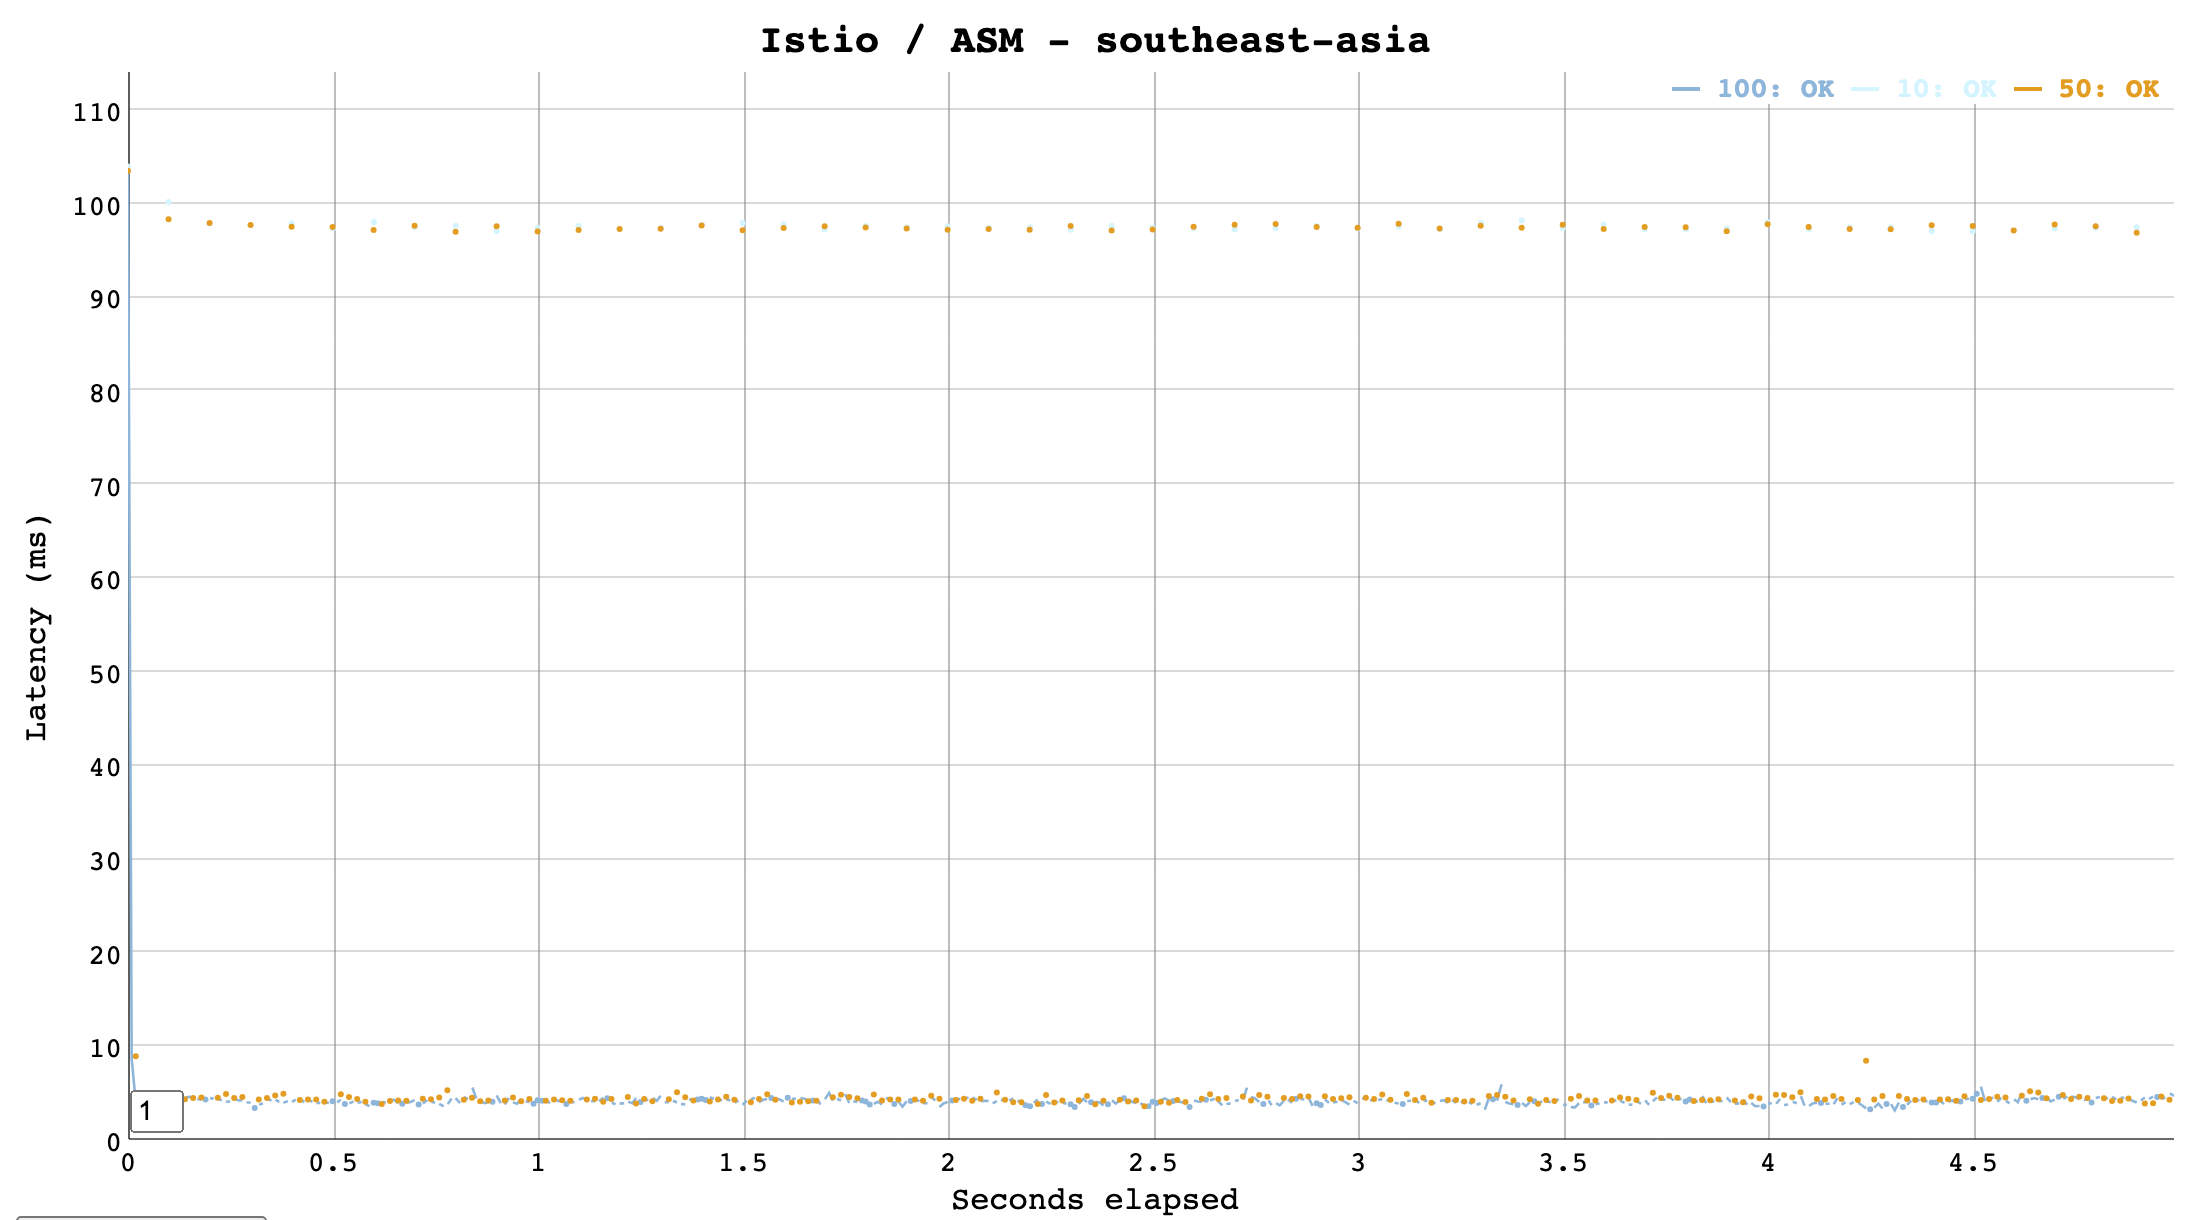 Istio / ASM - southeast-asia
100: OK 10: OK 50: OK
110
100
90
80
70
60
50
40
30
20
10
0
Latency (ms)
1
0 0.5 1 1.5 2 2.5 3 3.5 4 4.5
Seconds elapsed